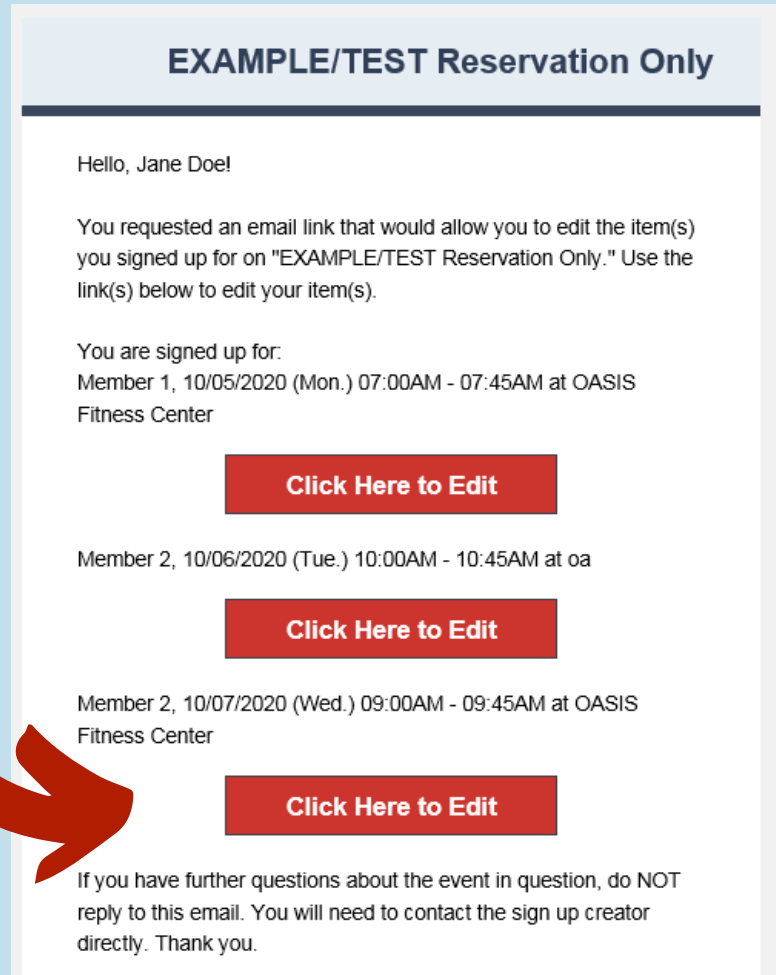 EXAMPLE/TEST Reservation Only
Hello, Jane Doe!
You requested an email link that would allow you to edit the item(s)
you signed up for on "EXAMPLE/TEST Reservation Only." Use the
link(s) below to edit your item(s).
You are signed up for:
Member 1, 10/05/2020 (Mon.) 07:00AM - 07:45AM at OASIS
Fitness Center
Click Here to Edit
Member 2, 10/06/2020 (Tue.) 10:00AM - 10:45AM at oa
Click Here to Edit
Member 2, 10/07/2020 (Wed.) 09:00AM - 09:45AM at OASIS
Fitness Center
Click Here to Edit
If you have further questions about the event in question, do NOT
reply to this email. You will need to contact the sign up creator
directly. Thank you.